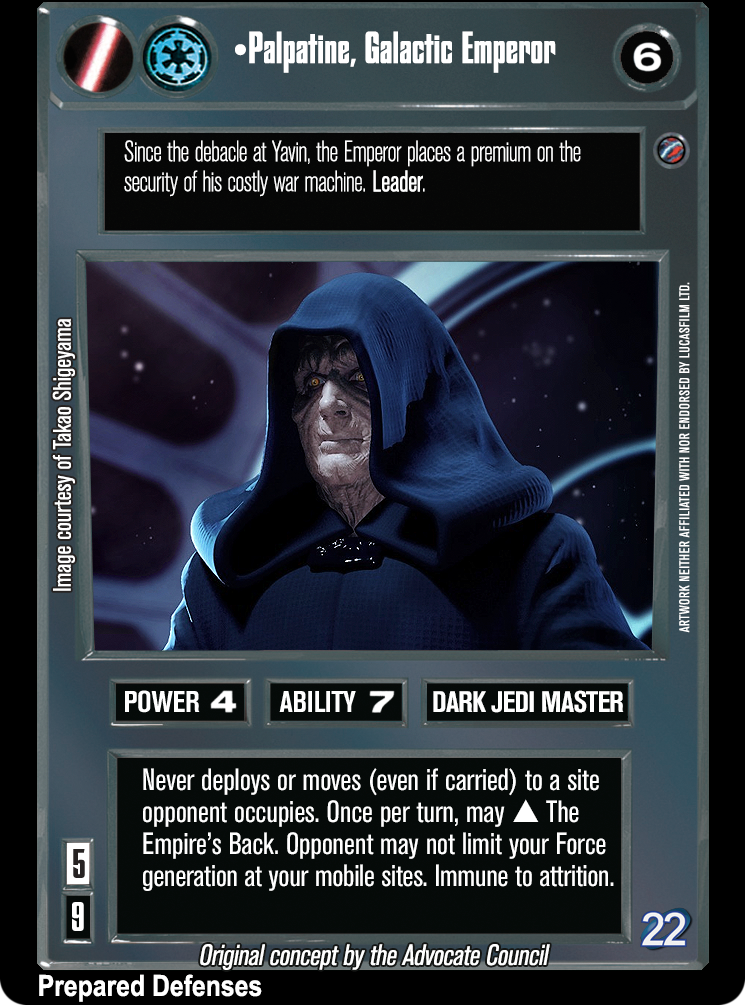 •Palpatine, Galactic Emperor
6
Since the debacle at Yavin, the Emperor places a premium on the
security of his costly war machine. Leader.
Image courtesy of Takao Shigeyama
ARTWORK NEITHER AFFILIATED WITH NOR ENDORSED BY LUCASFILM LTD.
POWER 4
ABILITY 7
DARK JEDI MASTER
Never deploys or moves (even if carried) to a site
opponent occupies. Once per turn, may ▲ The
Empire's Back. Opponent may not limit your Force
generation at your mobile sites. Immune to attrition.
5
9
22
Original concept by the Advocate Council
Prepared Defenses